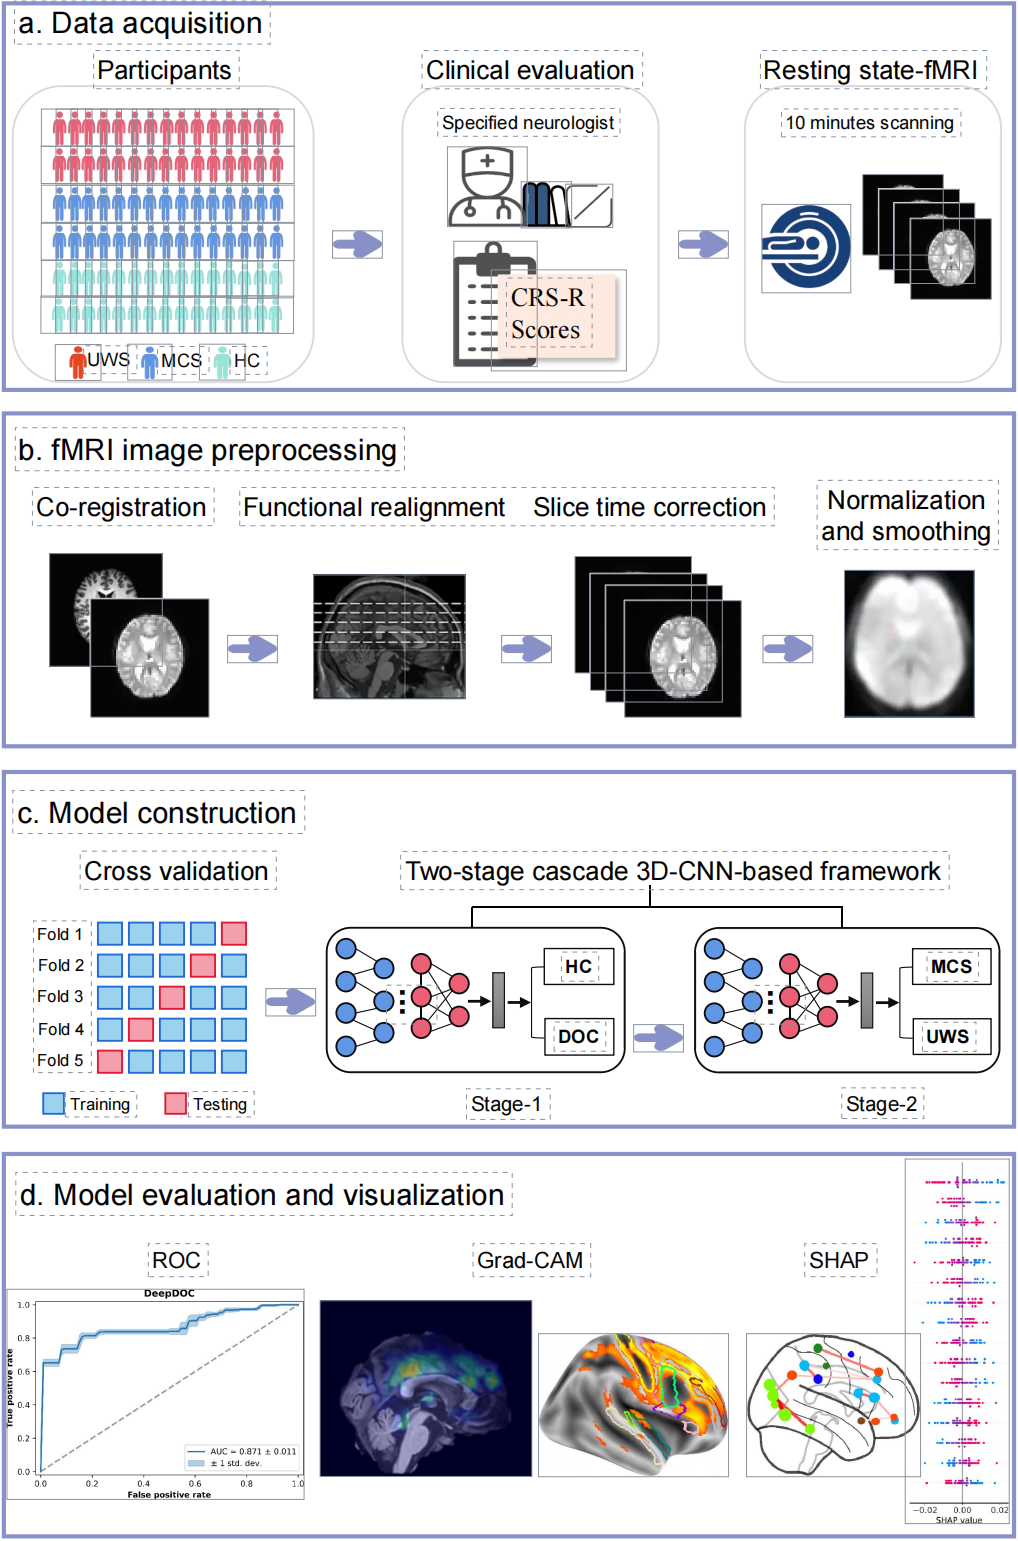 a. Data acquisition
Participants
Clinical evaluation
Resting state-fMRI
Specified neurologist
10 minutes scanning
CRS-R
Scores
UWS
MCS
HC
b. fMRI image preprocessing
Co-registration
Functional realignment
Slice time correction
Normalization
and smoothing
c. Model construction
Cross validation
Two-stage cascade 3D-CNN-based framework
Fold 1
Fold 2
Fold 3
Fold 4
Fold 5
Training
Testing
HC
DOC
Stage-1
MCS
UWS
Stage-2
d. Model evaluation and visualization
ROC
Grad-CAM
SHAP
DeepDOC
True positive rate
1.0
0.8
0.6
0.4
0.2
0.0
AUC = 0.871 ± 0.011
± 1 std. dev.
0.0 0.2 0.4 0.6 0.8 1.0
False positive rate
−0.02 0.00 0.02
SHAP value